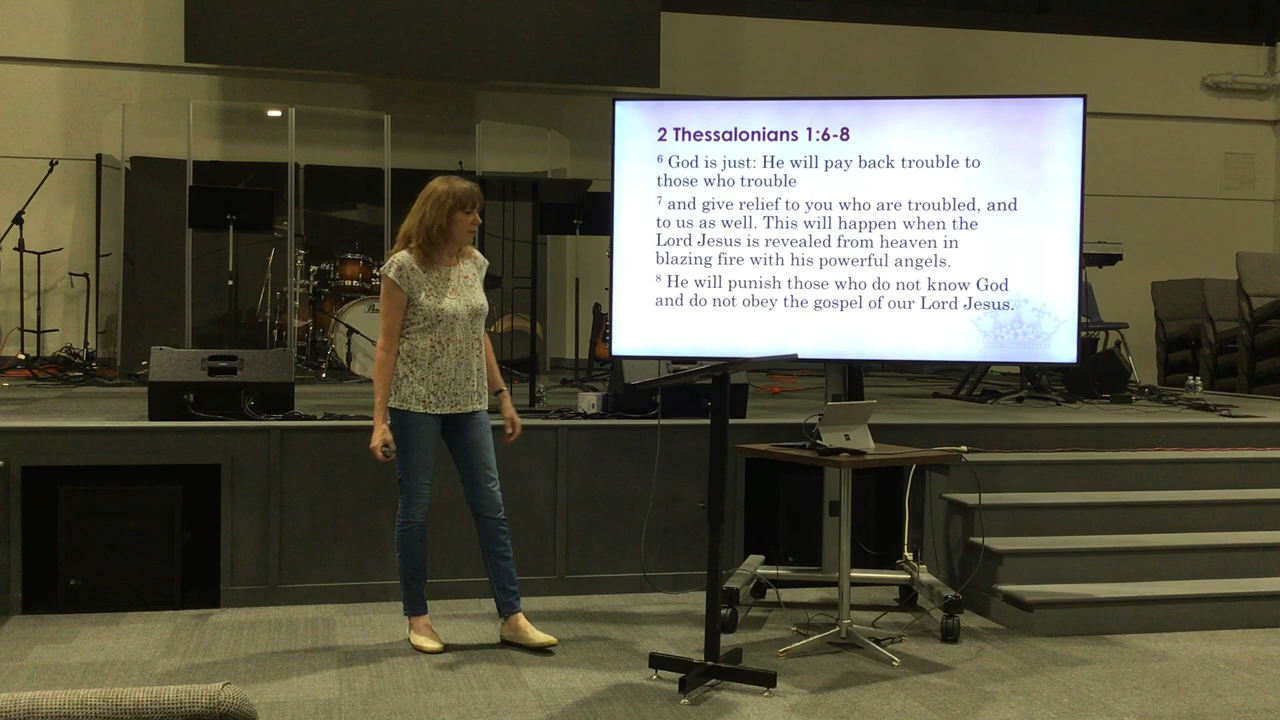 2 Thessalonians 1:6-8
6 God is just: He will pay back trouble to
those who trouble
7 and give relief to you who are troubled, and
to us as well. This will happen when the
Lord Jesus is revealed from heaven in
blazing fire with his powerful angels.
8 He will punish those who do not know God
and do not obey the gospel of our Lord Jesus.